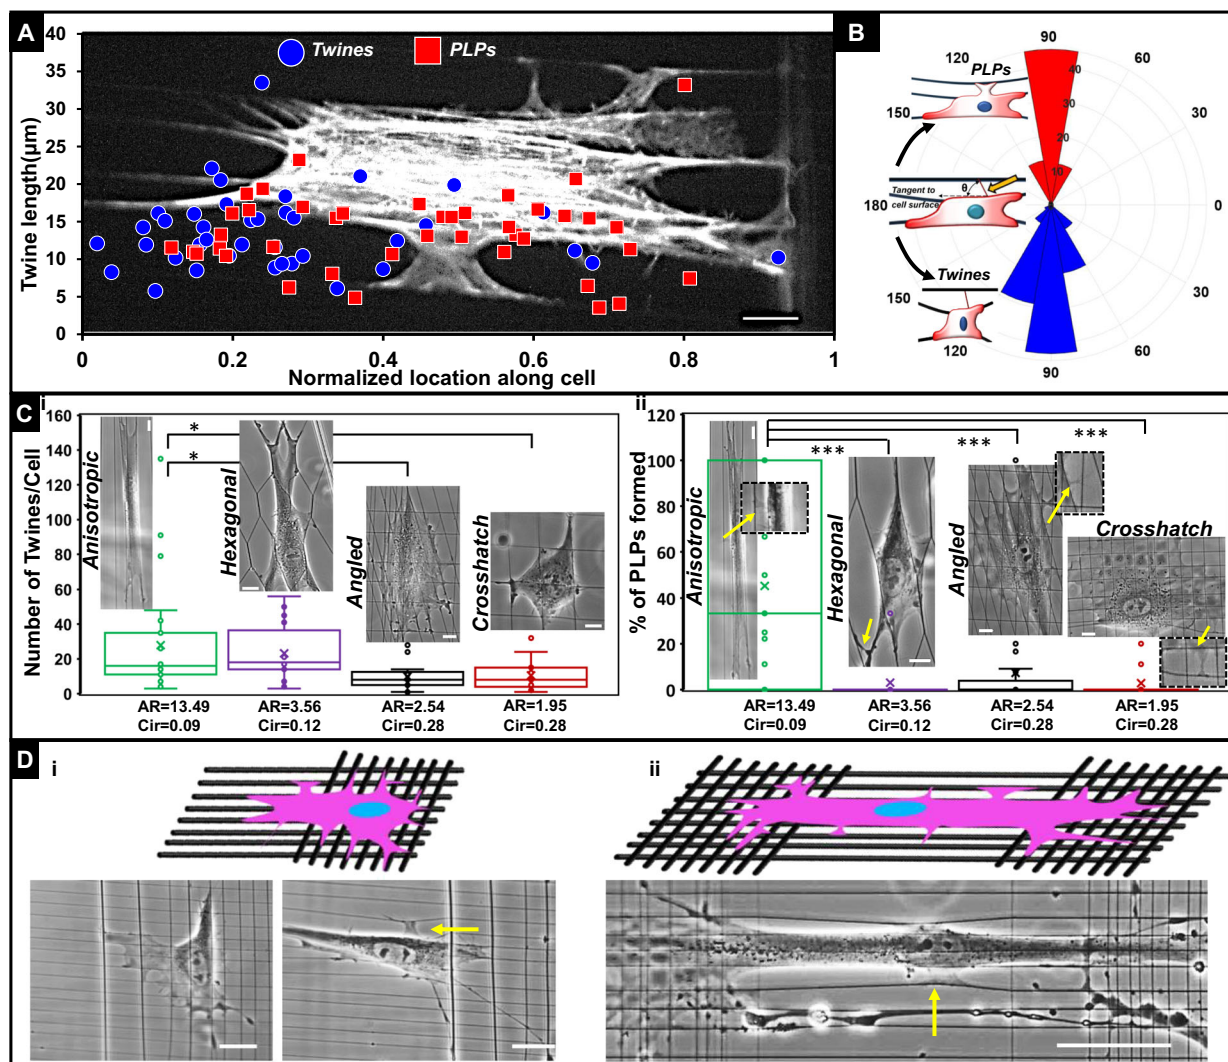 A
B
Twines
PLPs
Twine length(μm)
40
35
30
25
20
15
10
5
0
0
0.2
0.4
0.6
0.8
1
Normalized location along cell
90
120
60
40
30
20
10
PLPs
150
30
θ
Tangent to
cell surface
180
0
Twines
150
30
120
60
90
C
i
Number of Twines/Cell
160
140
120
100
80
60
40
20
0
*
*
Anisotropic
Hexagonal
Angled
Crosshatch
AR=13.49
Cir=0.09
AR=3.56
Cir=0.12
AR=2.54
Cir=0.28
AR=1.95
Cir=0.28
ii
% of PLPs formed
120
100
80
60
40
20
0
***
***
***
Anisotropic
Hexagonal
Angled
Crosshatch
AR=13.49
Cir=0.09
AR=3.56
Cir=0.12
AR=2.54
Cir=0.28
AR=1.95
Cir=0.28
D
i
ii